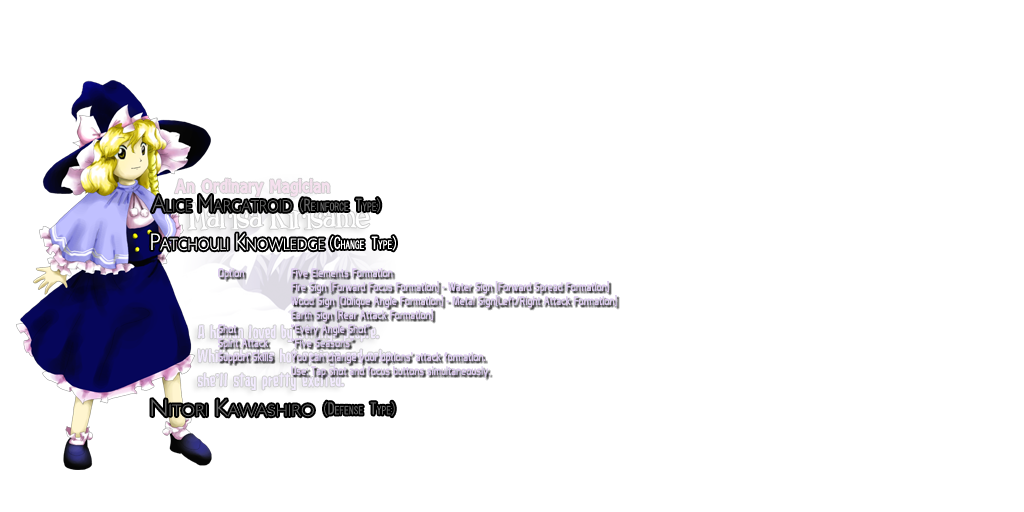 An Ordinary Magician
Alice Margatroid (Reinforce Type)
Marisa Kirisame
Patchouli Knowledge (Change Type)
Option Five Elements Formation
Fire Sign [Forward Focus Formation] - Water Sign [Forward Spread Formation]
Wood Sign [Oblique Angle Formation] - Metal Sign[Left/Right Attack Formation]
Earth Sign [Rear Attack Formation]
Shot "Every Angle Shot"
Spirit Attack "Five Seasons"
Support Skills You can change your options' attack formation.
Use: Tap shot and focus buttons simultaneously.
she'll stay pretty excited.
Nitori Kawashiro (Defense Type)